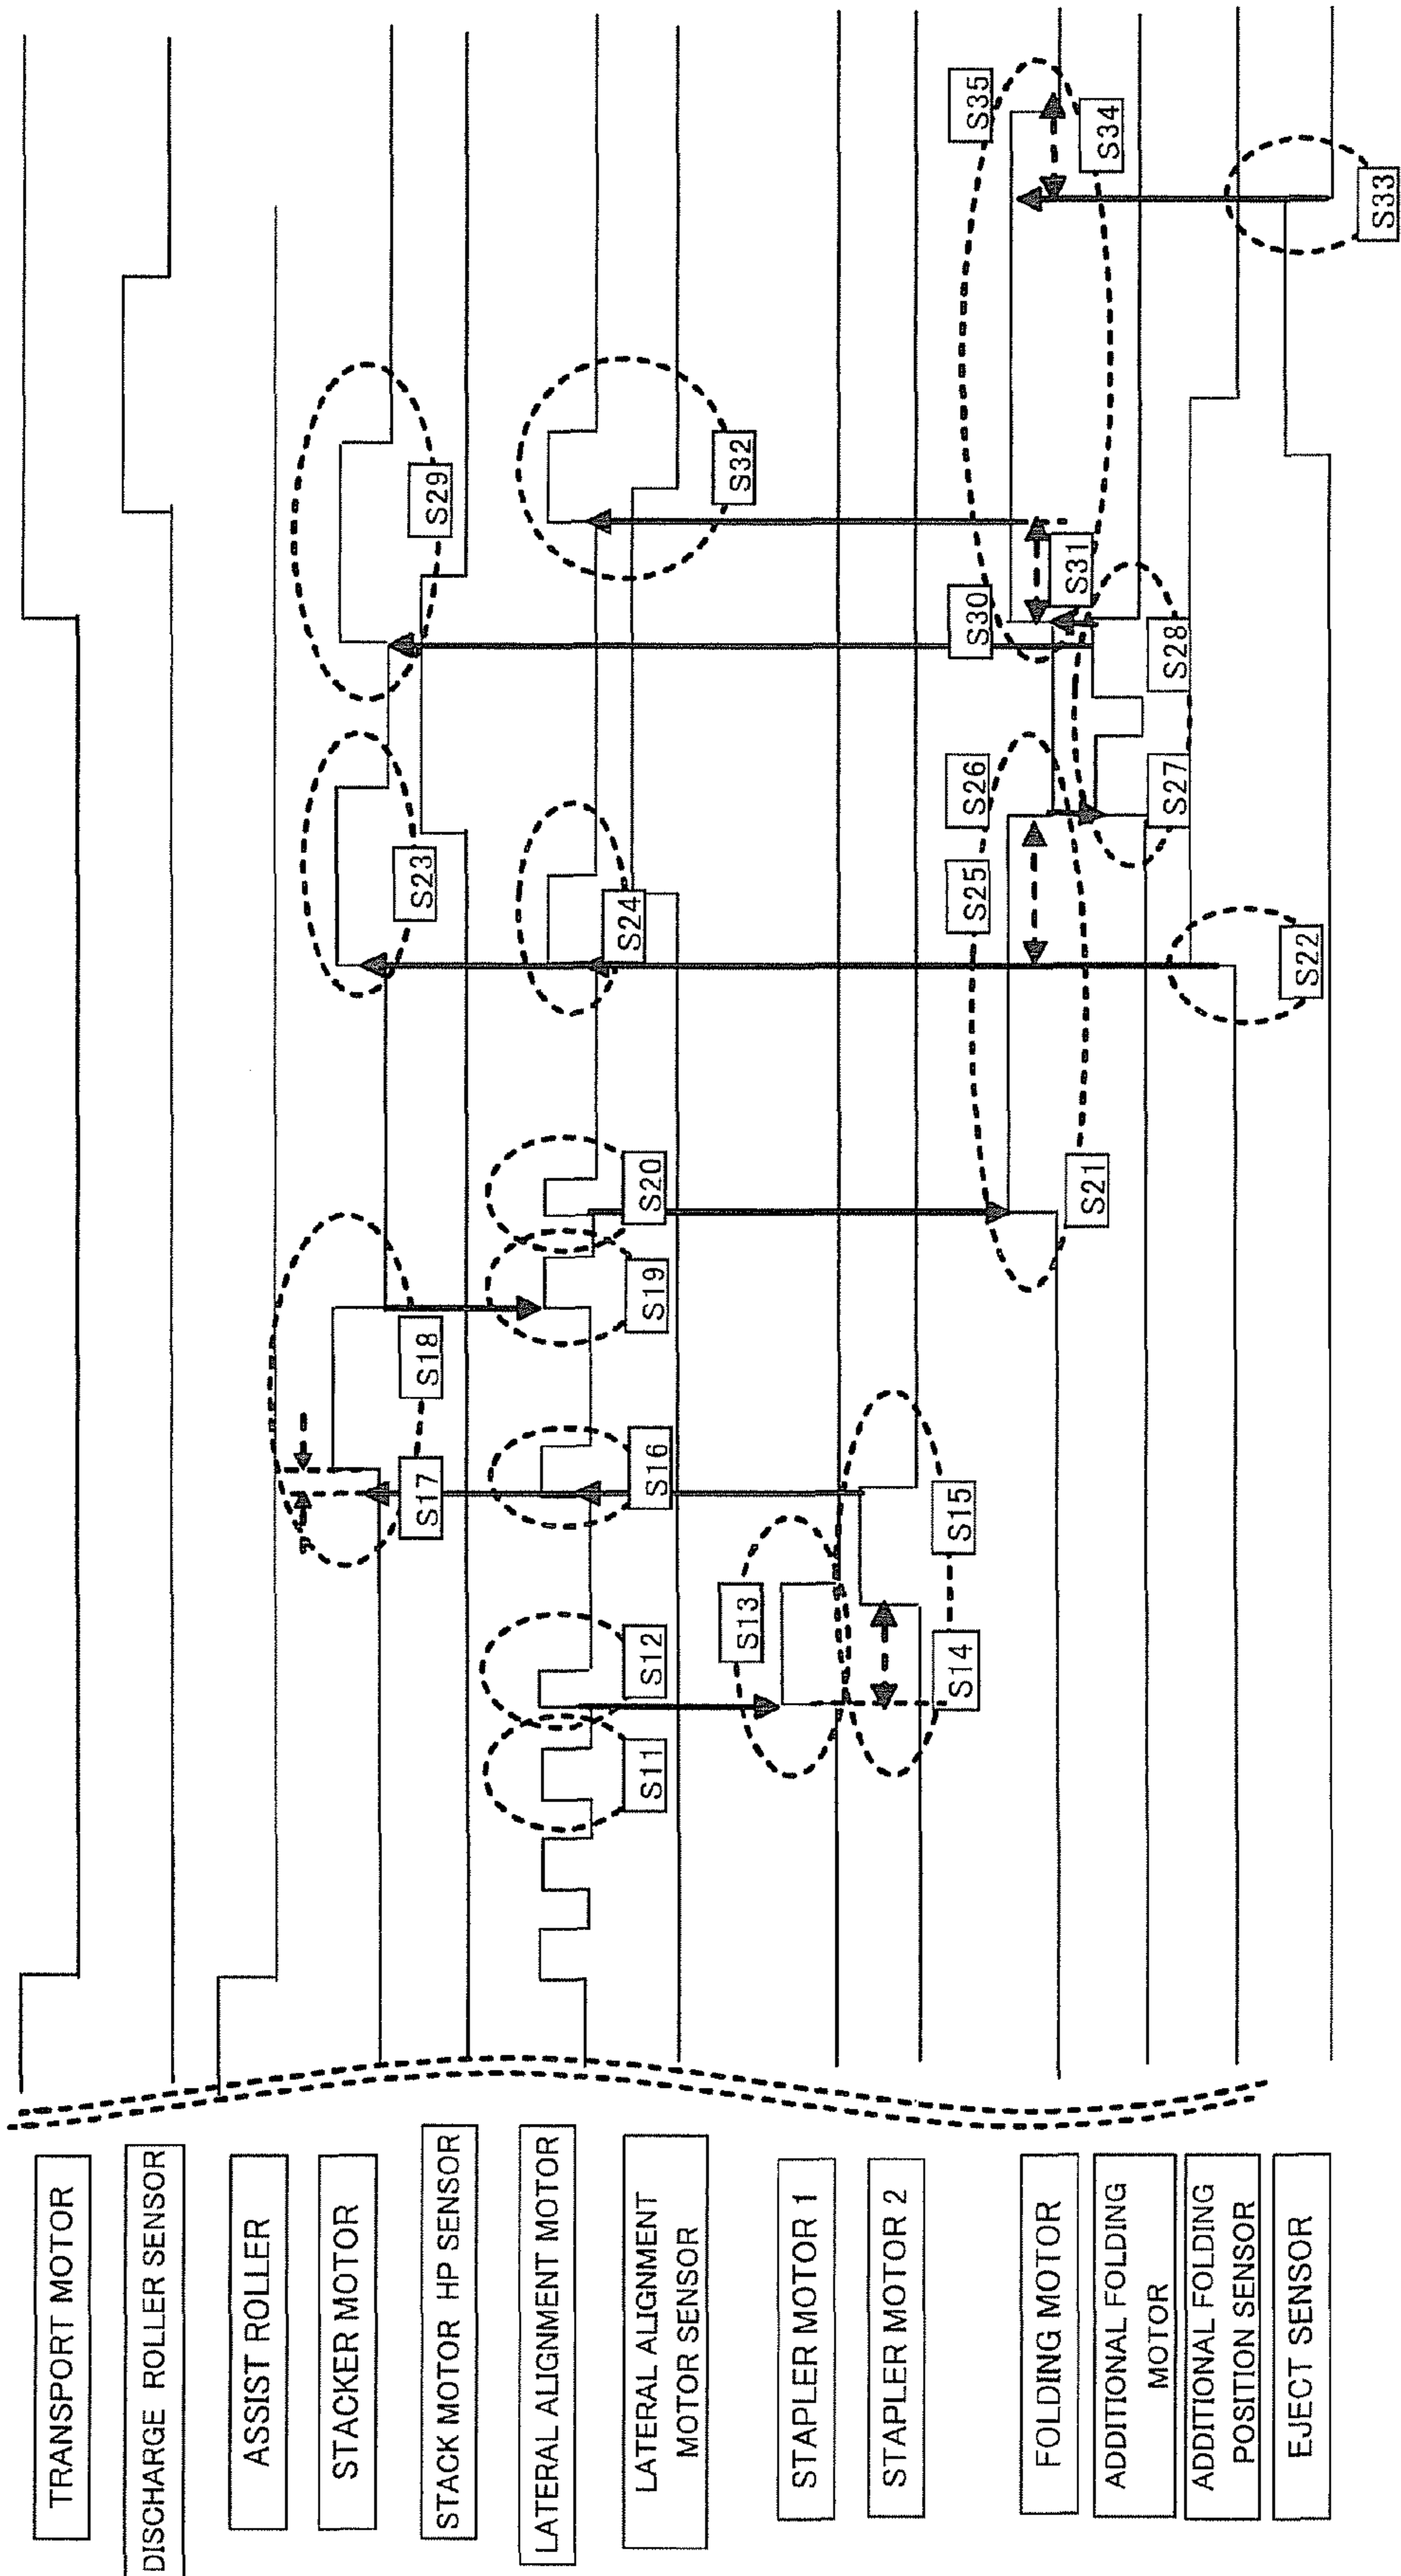 TRANSPORT MOTOR
DISCHARGE ROLLER SENSOR
ASSIST ROLLER
STACKER MOTOR
STACK MOTOR HP SENSOR
LATERAL ALIGNMENT MOTOR
LATERAL ALIGNMENT
MOTOR SENSOR
STAPLER MOTOR 1
STAPLER MOTOR 2
FOLDING MOTOR
ADDITIONAL FOLDING
MOTOR
ADDITIONAL FOLDING
POSITION SENSOR
EJECT SENSOR
S11
S12
S13
S14
S15
S16
S17
S18
S19
S20
S21
S22
S23
S24
S25
S26
S27
S28
S29
S30
S31
S32
S33
S34
S35